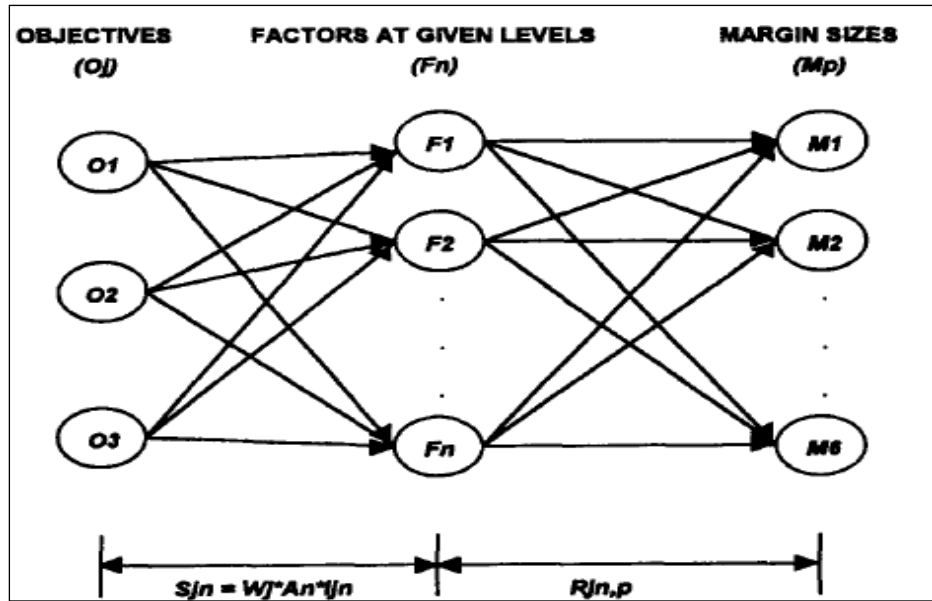 OBJECTIVES FACTORS AT GIVEN LEVELS MARGIN SIZES
(Oj) (Fn) (Mp)
O1 F1 M1
F2 M2
O2
O3 Fn M6
Sjn = Wj*An*Ijn Rjn,p